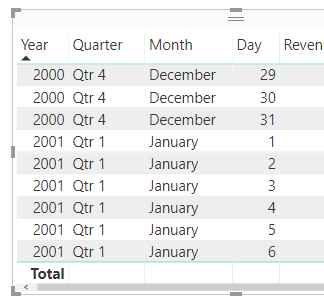 Year Quarter Month Day Reven
2000 Qtr 4 December 29
2000 Qtr 4 December 30
2000 Qtr 4 December 31
2001 Qtr 1 January 1
2001 Qtr 1 January 2
2001 Qtr 1 January 3
2001 Qtr 1 January 4
2001 Qtr 1 January 5
2001 Qtr 1 January 6
Total